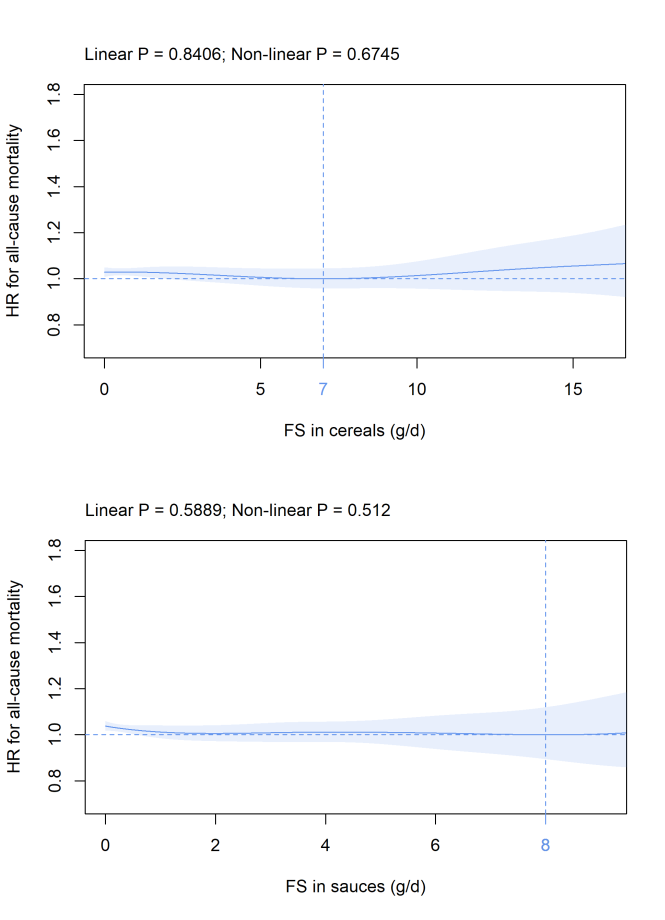 Linear P = 0.8406; Non-linear P = 0.6745
HR for all-cause mortality
1.8
1.6
1.4
1.2
1.0
0.8
0 5 7 10 15
FS in cereals (g/d)
Linear P = 0.5889; Non-linear P = 0.512
HR for all-cause mortality
1.8
1.6
1.4
1.2
1.0
0.8
0 2 4 6 8
FS in sauces (g/d)